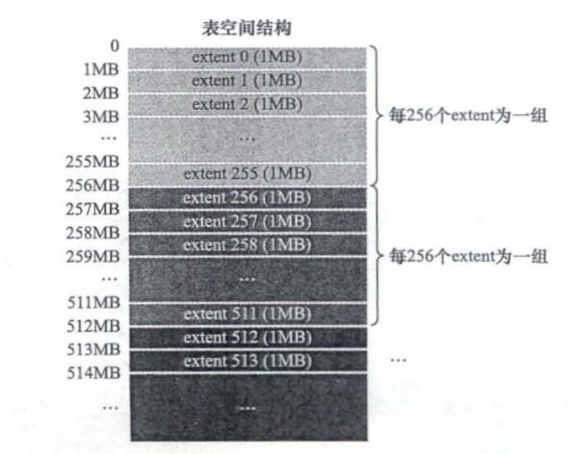 表空间结构
0
extent 0 (1MB)
1MB
extent 1 (1MB)
2MB
extent 2 (1MB)
3MB
每256个extent为一组
... ...
255MB
extent 255 (1MB)
256MB
extent 256 (1MB)
257MB
extent 257 (1MB)
258MB
extent 258 (1MB)
259MB
每256个extent为一组
... ...
511MB
extent 511 (1MB)
512MB
extent 512 (1MB)
513MB
extent 513 (1MB)
...
514MB
... ...